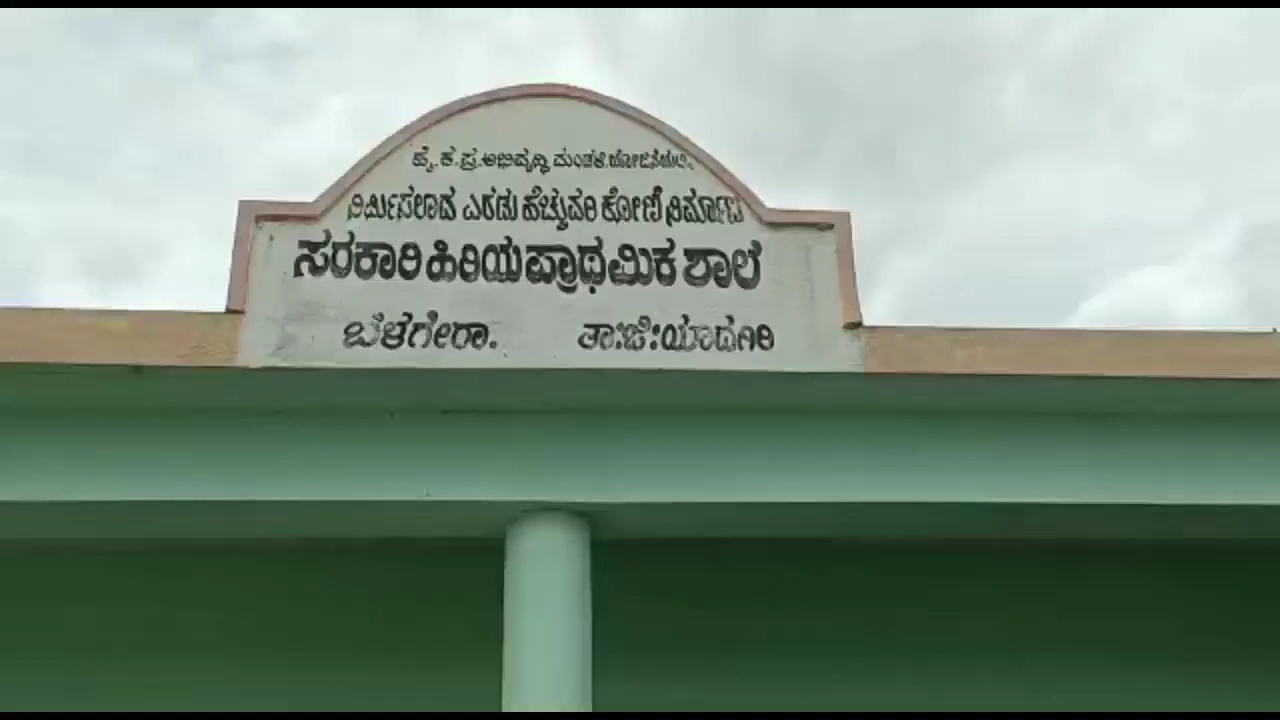 ಹೈ.ಕ.ಪ್ರ.ಅಭಿವೃದ್ಧಿ ಮಂಡಳಿ
ನಿರ್ಮಿಸಲಾದ ಎರಡು ಹೆಚ್ಚುವರಿ ಕೋಣೆ ನಿರ್ಮಾಣ
ಸರಕಾರಿ ಹಿರಿಯ ಪ್ರಾಥಮಿಕ ಶಾಲೆ
ಬೆಳಗೇರಾ. ತಾ:ಜಿ:ಯಾದಗಿರಿ